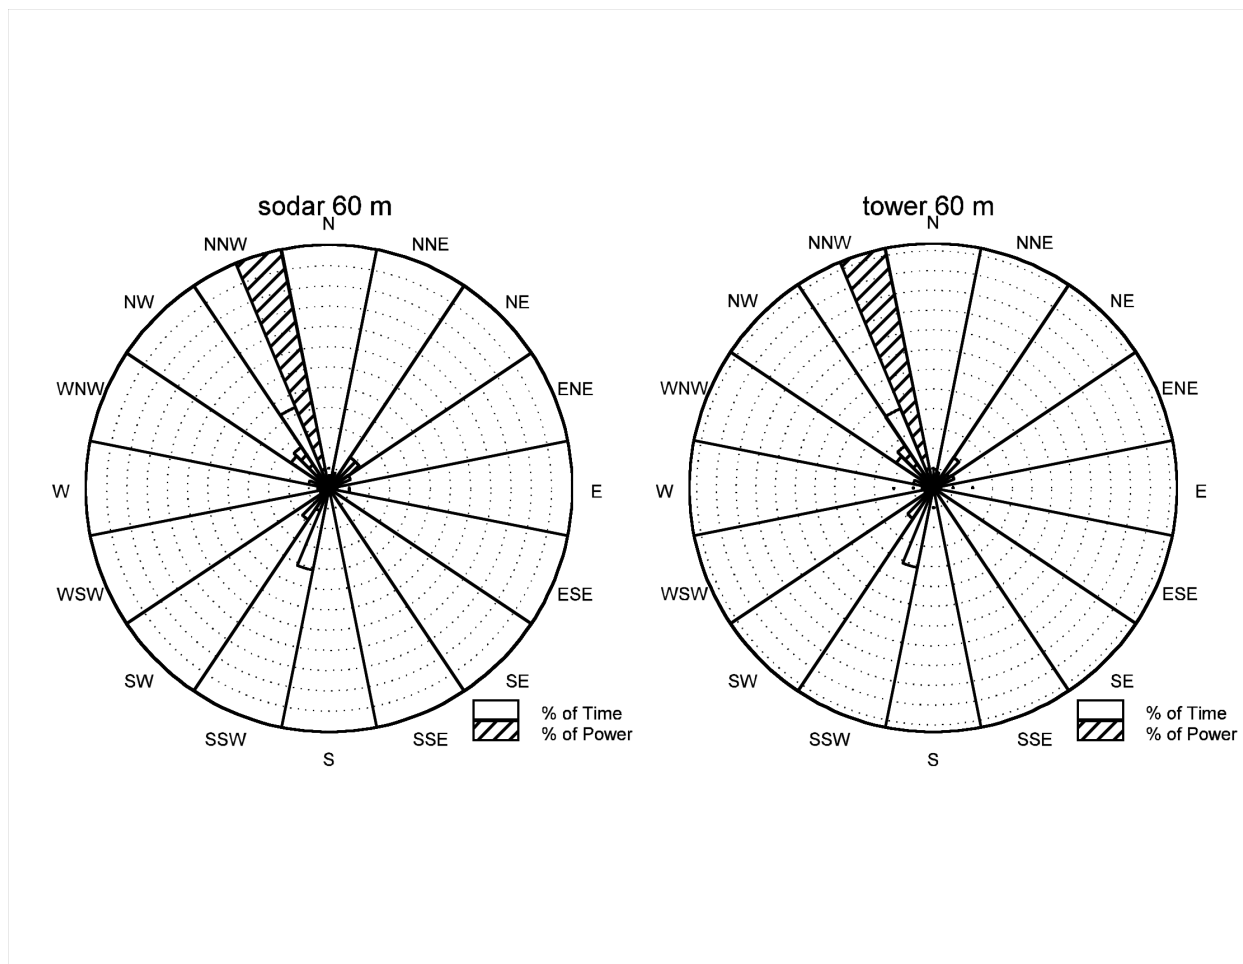 sodar 60 m
N
NNW
NNE
NW
NE
WNW
ENE
W
E
WSW
ESE
SW
SE
SSW
SSE
S
% of Time
% of Power
tower 60 m
N
NNW
NNE
NW
NE
WNW
ENE
W
E
WSW
ESE
SW
SE
SSW
SSE
S
% of Time
% of Power